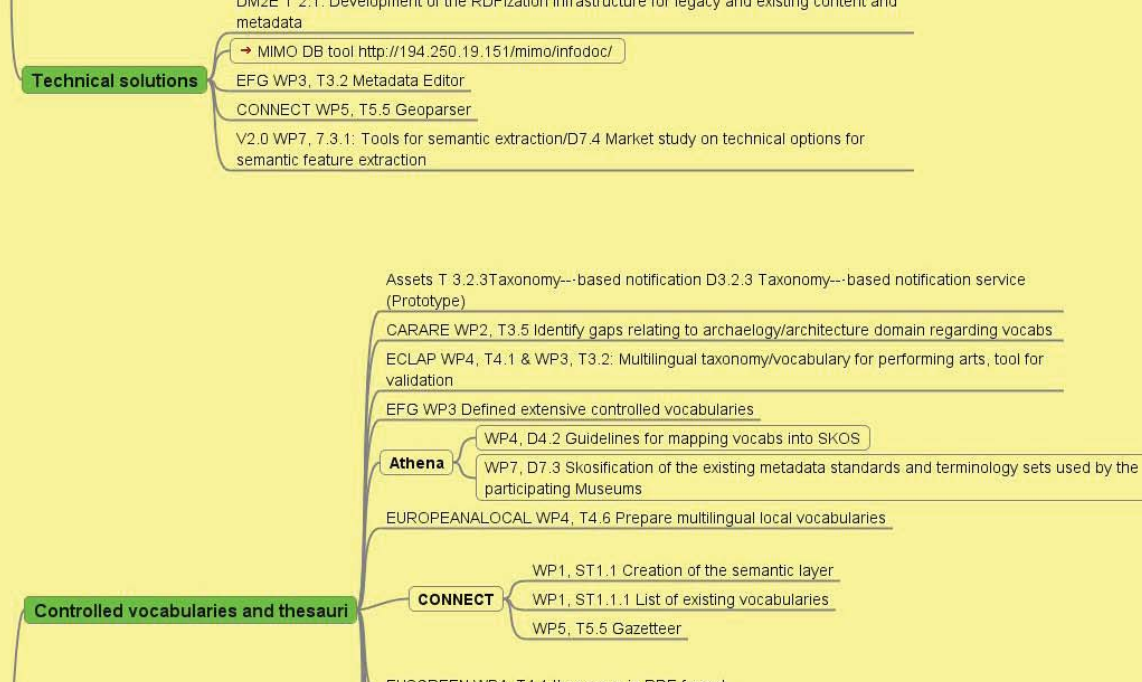 DM2E T 2.1: Development of the RDFization infrastructure for legacy and existing content and
metadata
MIMO DB tool http://194.250.19.151/mimo/infodoc/
Technical solutions
EFG WP3, T3.2 Metadata Editor
CONNECT WP5, T5.5 Geoparser
V2.0 WP7, 7.3.1: Tools for semantic extraction/D7.4 Market study on technical options for
semantic feature extraction
Assets T 3.2.3Taxonomy--·based notification D3.2.3 Taxonomy--·based notification service
(Prototype)
CARARE WP2, T3.5 Identify gaps relating to archaelogy/architecture domain regarding vocabs
ECLAP WP4, T4.1 & WP3, T3.2: Multilingual taxonomy/vocabulary for performing arts, tool for
validation
EFG WP3 Defined extensive controlled vocabularies
WP4, D4.2 Guidelines for mapping vocabs into SKOS
Athena
WP7, D7.3 Skosification of the existing metadata standards and terminology sets used by the
participating Museums
EUROPEANALOCAL WP4, T4.6 Prepare multilingual local vocabularies
WP1, ST1.1 Creation of the semantic layer
CONNECT
WP1, ST1.1.1 List of existing vocabularies
Controlled vocabularies and thesauri
WP5, T5.5 Gazetteer